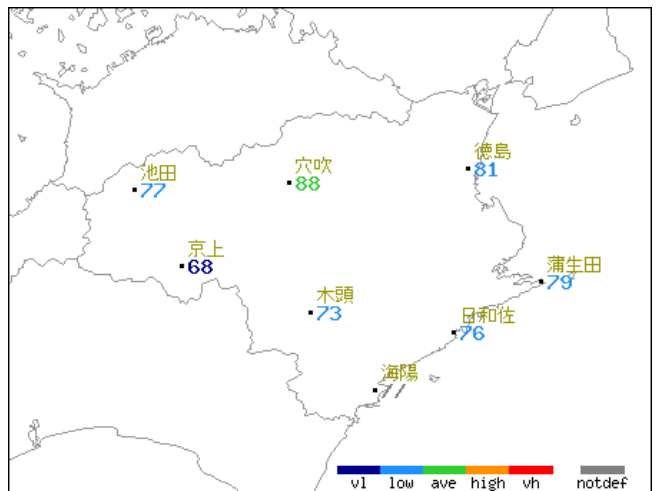 徳島
81
穴吹
88
池田
77
京上
68
蒲生田
79
木頭
73
日和佐
76
海陽
//
vl low ave high vh notdef